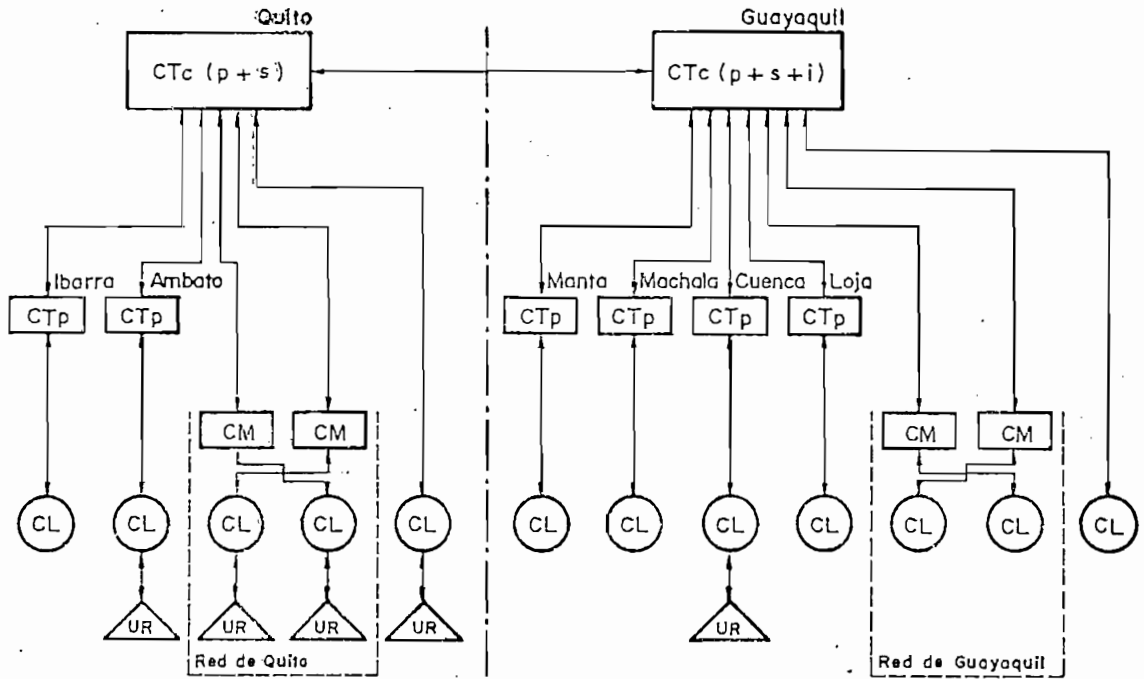 Quito
Guayaquil
CTc (p + s)
CTc (p + s + i)
Ibarra
Ambato
Manta
Machala
Cuenca
Loja
CTp
CTp
CTp
CTp
CTp
CTp
CM
CM
CM
CM
CL
CL
CL
CL
CL
CL
CL
CL
CL
CL
CL
CL
UR
UR
UR
UR
UR
Red de Quito
Red de Guayaquil